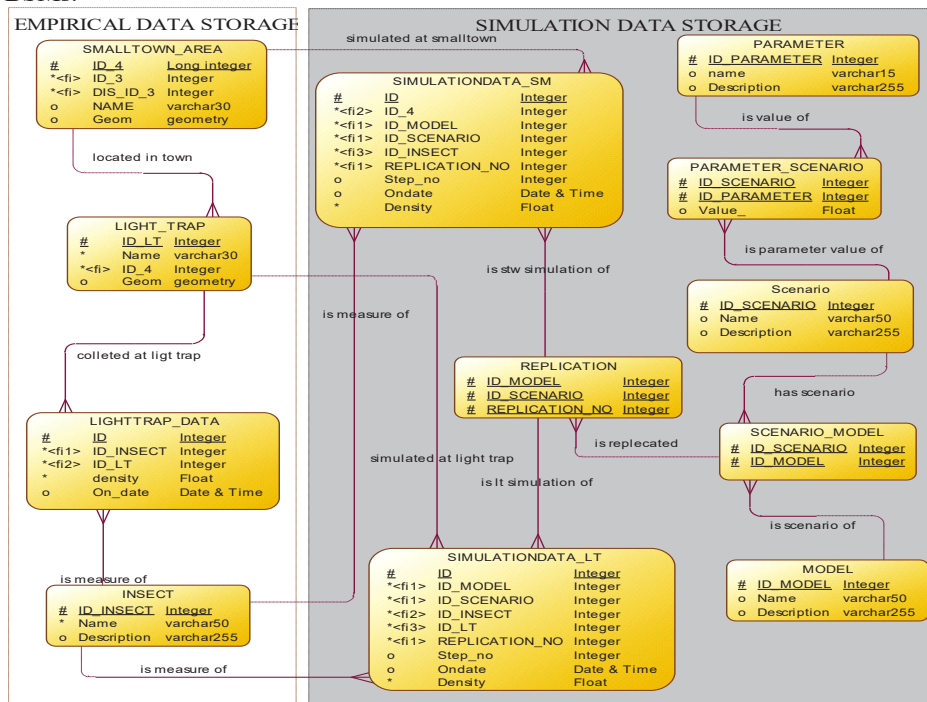 EMPIRICAL DATA STORAGE
SIMULATION DATA STORAGE
SMALLTOWN_AREA
# ID_4 Long integer
*<fi> ID_3 Integer
*<fi> DIS_ID_3 Integer
o NAME varchar30
o Geom geometry
simulated at smalltown
located in town
LIGHT_TRAP
# ID_LT Integer
* Name varchar30
*<fi> ID_4 Integer
o Geom geometry
colleted at ligt trap
LIGHTTRAP_DATA
# ID Integer
*<fi1> ID_INSECT Integer
*<fi2> ID_LT Integer
* density Float
o On_date Date & Time
is measure of
INSECT
# ID_INSECT Integer
* Name varchar50
o Description varchar255
is measure of
SIMULATIONDATA_SM
# ID Integer
*<fi2> ID_4 Integer
*<fi1> ID_MODEL Integer
*<fi1> ID_SCENARIO Integer
*<fi3> ID_INSECT Integer
*<fi1> REPLICATION_NO Integer
o Step_no Integer
o Ondate Date & Time
* Density Float
is stw simulation of
is measure of
REPLICATION
# ID_MODEL Integer
# ID_SCENARIO Integer
# REPLICATION_NO Integer
is replecated
simulated at light trap
is lt simulation of
SIMULATIONDATA_LT
# ID Integer
*<fi1> ID_MODEL Integer
*<fi1> ID_SCENARIO Integer
*<fi2> ID_INSECT Integer
*<fi3> ID_LT Integer
*<fi1> REPLICATION_NO Integer
o Step_no Integer
o Ondate Date & Time
* Density Float
PARAMETER
# ID_PARAMETER Integer
o name varchar15
o Description varchar255
is value of
PARAMETER_SCENARIO
# ID_SCENARIO Integer
# ID_PARAMETER Integer
o Value_ Float
is parameter value of
Scenario
# ID_SCENARIO Integer
o Name varchar50
o Description varchar255
has scenario
SCENARIO_MODEL
# ID_SCENARIO Integer
# ID_MODEL Integer
is scenario of
MODEL
# ID_MODEL Integer
o Name varchar50
o Description varchar255